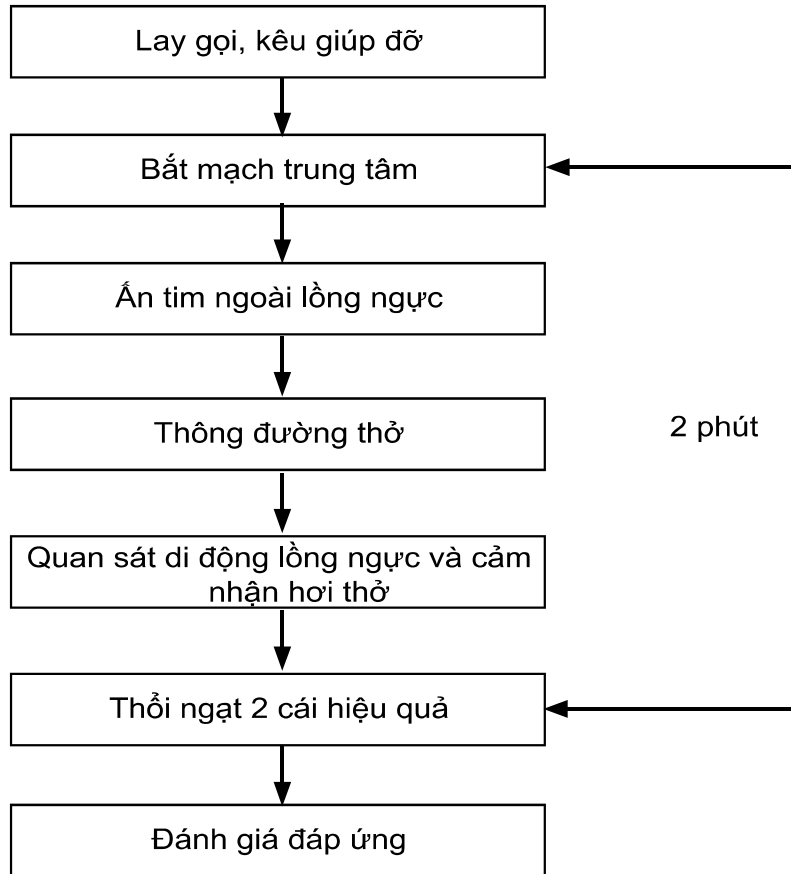 Lay gọi, kêu giúp đỡ
Bắt mạch trung tâm
Ấn tim ngoài lồng ngực
Thông đường thở
2 phút
Quan sát di động lồng ngực và cảm
nhận hơi thở
Thổi ngạt 2 cái hiệu quả
Đánh giá đáp ứng